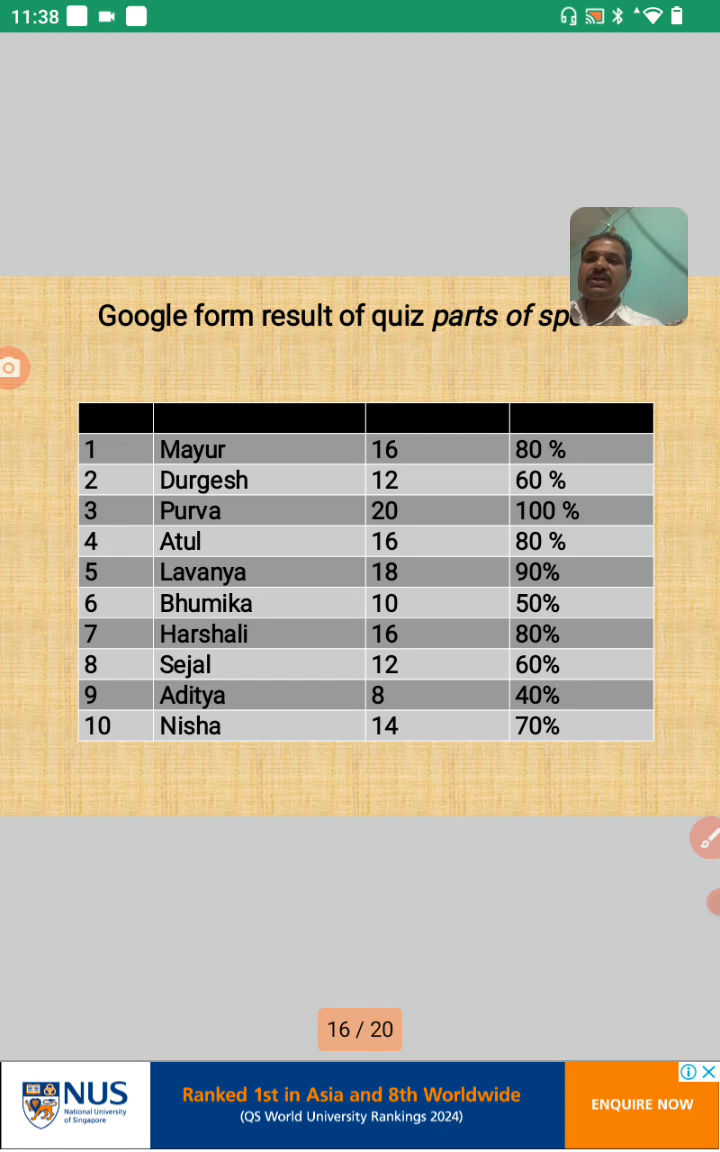 11:38
Google form result of quiz parts of
1 Mayur 16 80 %
2 Durgesh 12 60 %
3 Purva 20 100 %
4 Atul 16 80 %
5 Lavanya 18 90%
6 Bhumika 10 50%
7 Harshali 16 80%
8 Sejal 12 60%
9 Aditya 8 40%
10 Nisha 14 70%
16 / 20
NUS
National University
of Singapore
Ranked 1st in Asia and 8th Worldwide
(QS World University Rankings 2024)
ENQUIRE NOW